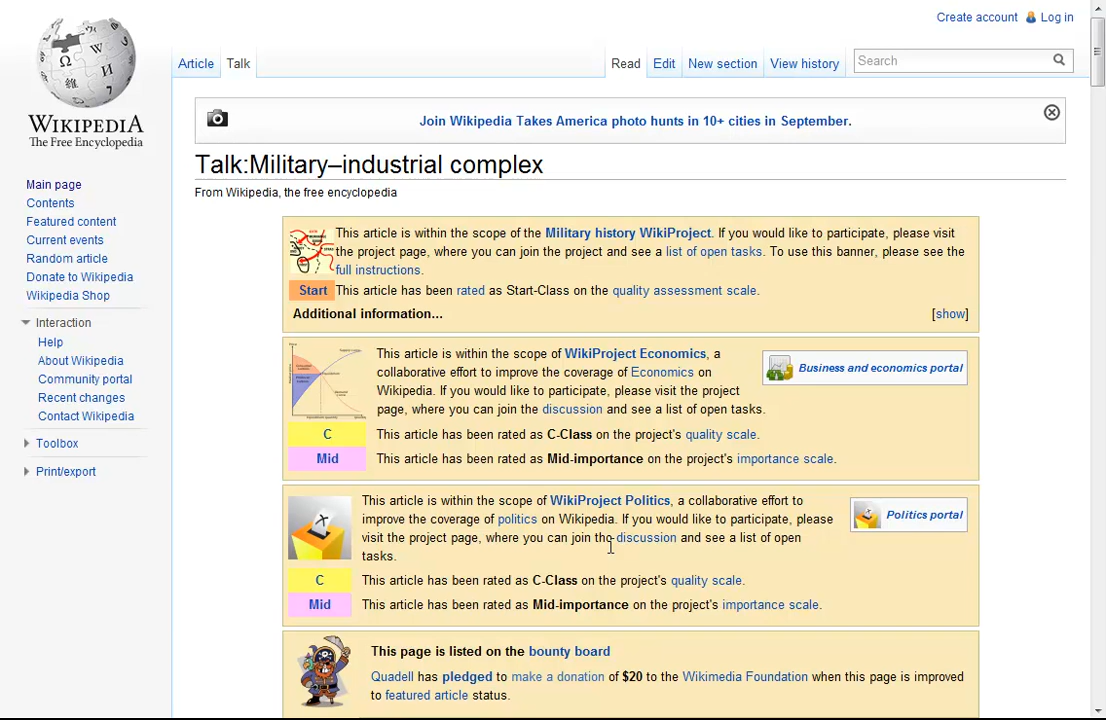 Create account Log in
Article Talk Read Edit New section View history Search
WIKIPEDIA
The Free Encyclopedia
Main page
Contents
Featured content
Current events
Random article
Donate to Wikipedia
Wikipedia Shop
Interaction
Help
About Wikipedia
Community portal
Recent changes
Contact Wikipedia
Toolbox
Print/export
Join Wikipedia Takes America photo hunts in 10+ cities in September.
Talk:Military–industrial complex
From Wikipedia, the free encyclopedia
This article is within the scope of the Military history WikiProject. If you would like to participate, please visit
the project page, where you can join the project and see a list of open tasks. To use this banner, please see the
full instructions.
Start This article has been rated as Start-Class on the quality assessment scale.
Additional information... [show]
This article is within the scope of WikiProject Economics, a
collaborative effort to improve the coverage of Economics on
Wikipedia. If you would like to participate, please visit the project
page, where you can join the discussion and see a list of open tasks.
Business and economics portal
C This article has been rated as C-Class on the project's quality scale.
Mid This article has been rated as Mid-importance on the project's importance scale.
This article is within the scope of WikiProject Politics, a collaborative effort to
improve the coverage of politics on Wikipedia. If you would like to participate, please
visit the project page, where you can join the discussion and see a list of open
tasks.
Politics portal
C This article has been rated as C-Class on the project's quality scale.
Mid This article has been rated as Mid-importance on the project's importance scale.
This page is listed on the bounty board
Quadell has pledged to make a donation of $20 to the Wikimedia Foundation when this page is improved
to featured article status.